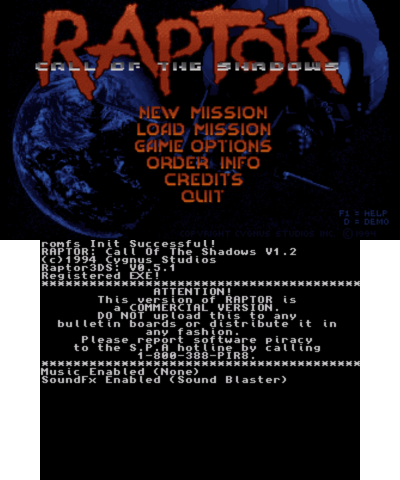 RAPTOR
CALL OF THE SHADOWS
NEW MISSION
LOAD MISSION
GAME OPTIONS
ORDER INFO
CREDITS
QUIT
F1 = HELP
D = DEMO
COPYRIGHT CYGNUS STUDIOS INC.
romfs Init Successful!
RAPTOR: Call Of The Shadows V1.2
(c)1994 Cygnus Studios
Raptor3DS: V0.5.1
Registered EXE!
****************************************
ATTENTION!
This version of RAPTOR is
a COMMERCIAL VERSION.
DO NOT upload this to any
bulletin boards or distribute it in
any fashion.
Please report software piracy
to the S.P.A hotline by calling
1-800-388-PIR8.
****************************************
Music Enabled (None)
SoundFx Enabled (Sound Blaster)